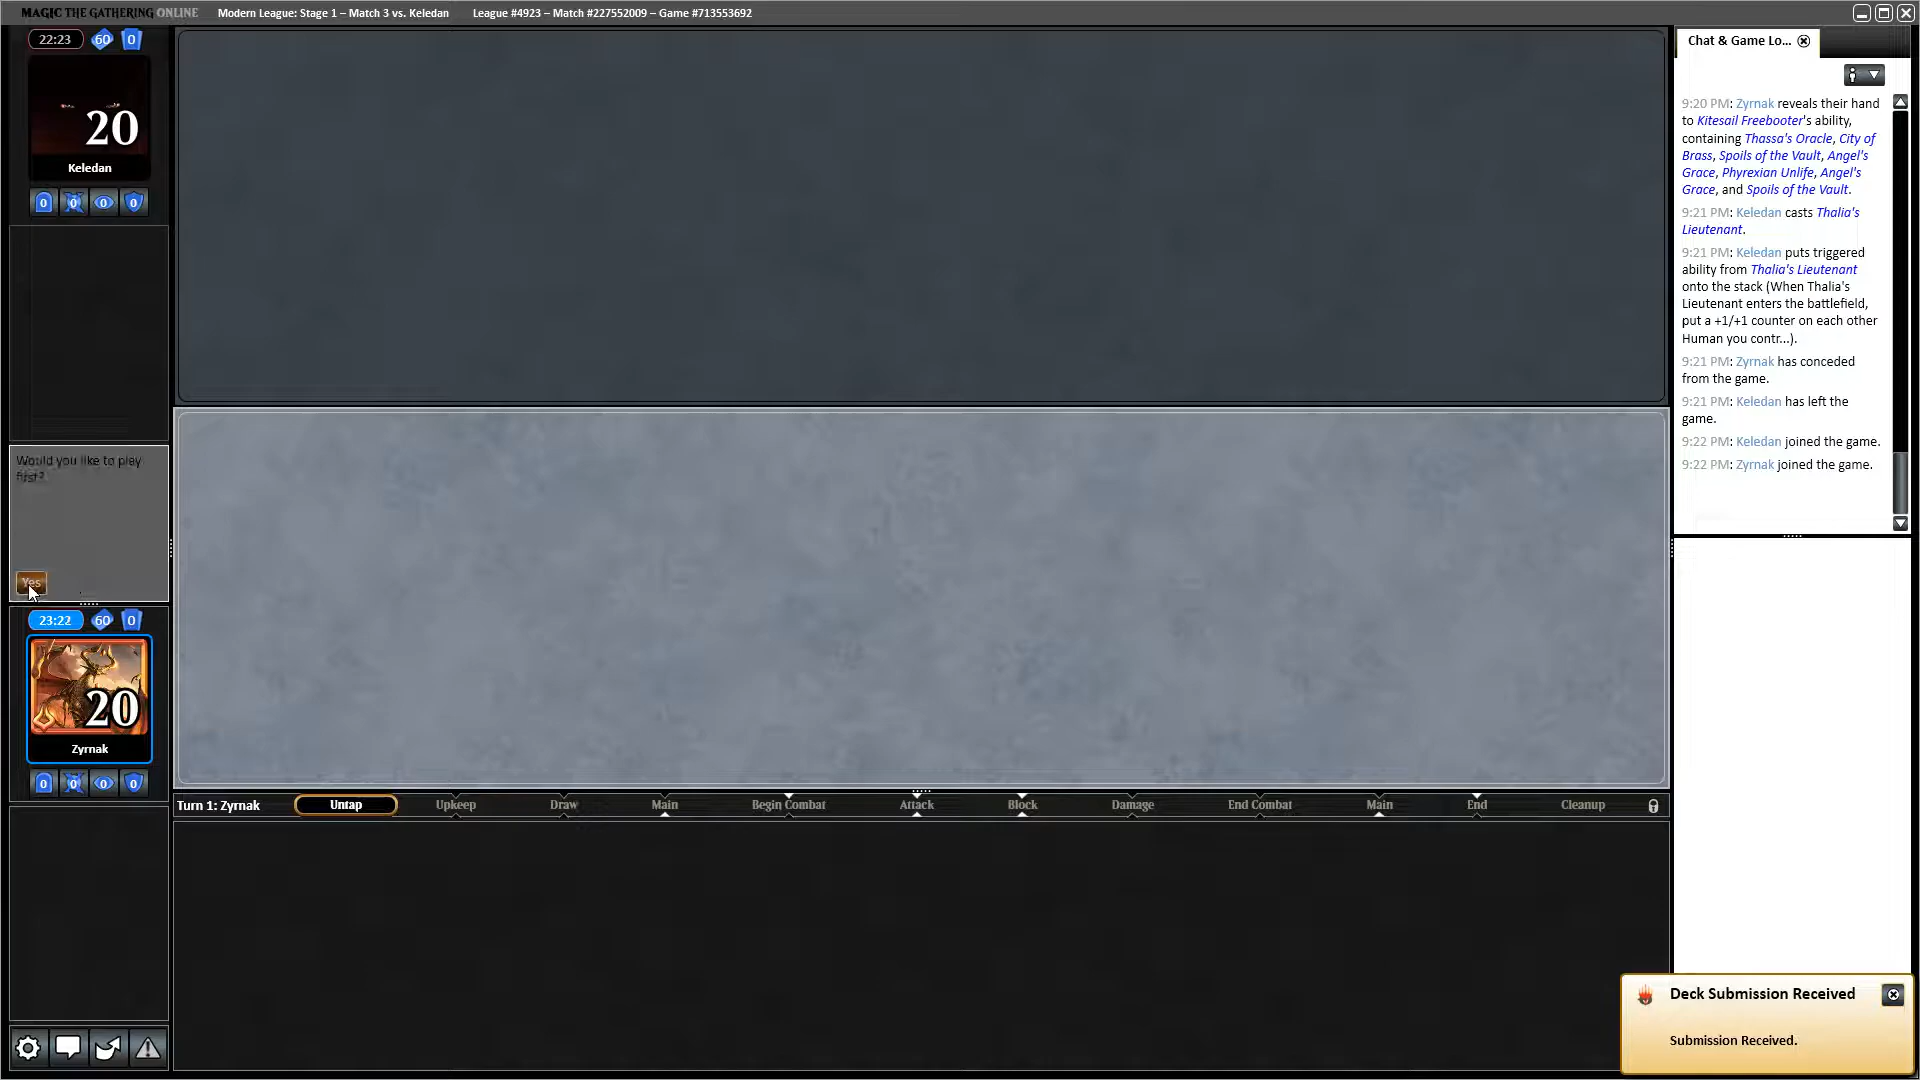 MAGIC THE GATHERING ONLINE Modern League: Stage 1 – Match 3 vs. Keledan League #4923 – Match #227552009 – Game #713553692
22:23 60 0
20
Keledan
0 0 0 0
Would you like to play
first?
Yes
23:22 60 0
20
Zyrnak
0 0 0 0
Turn 1: Zyrnak Untap Upkeep Draw Main Begin Combat Attack Block Damage End Combat Main End Cleanup
Chat & Game Lo...
9:20 PM: Zyrnak reveals their hand
to Kitesail Freebooter's ability,
containing Thassa's Oracle, City of
Brass, Spoils of the Vault, Angel's
Grace, Phyrexian Unlife, Angel's
Grace, and Spoils of the Vault.
9:21 PM: Keledan casts Thalia's
Lieutenant.
9:21 PM: Keledan puts triggered
ability from Thalia's Lieutenant
onto the stack (When Thalia's
Lieutenant enters the battlefield,
put a +1/+1 counter on each other
Human you contr...).
9:21 PM: Zyrnak has conceded
from the game.
9:21 PM: Keledan has left the
game.
9:22 PM: Keledan joined the game.
9:22 PM: Zyrnak joined the game.
Deck Submission Received
Submission Received.